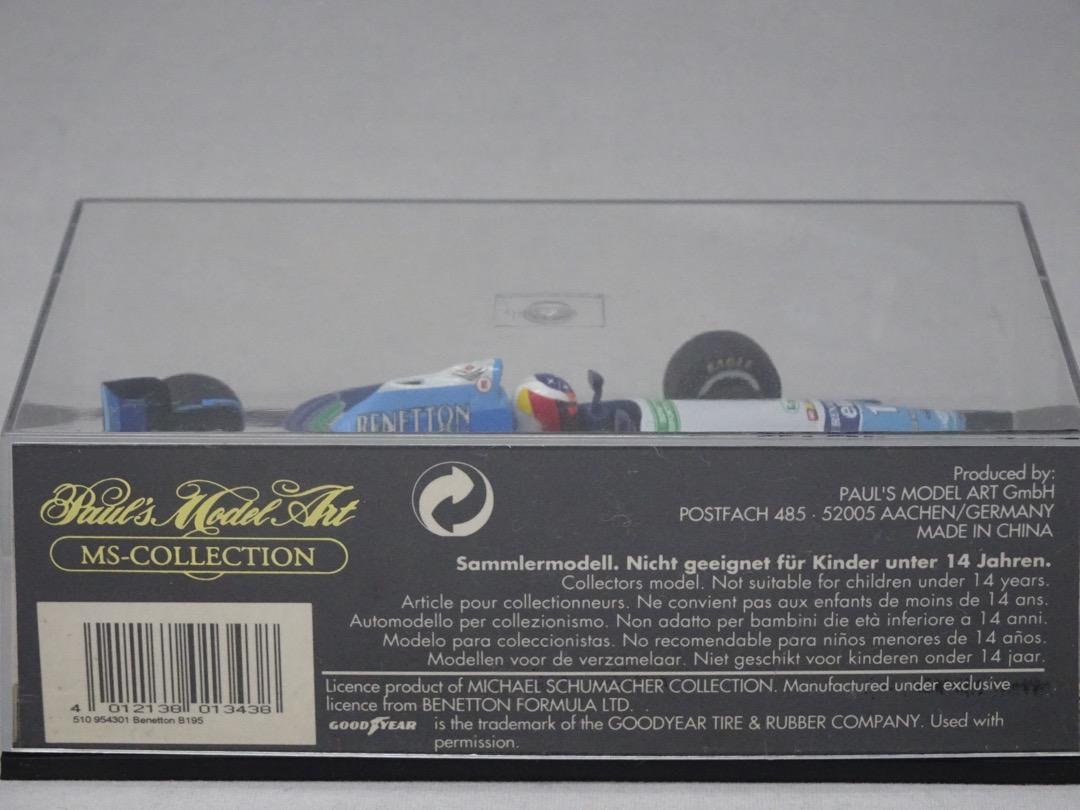 EAGLE
BENETTON
1
Paul's Model Art
MS-COLLECTION
Produced by:
PAUL'S MODEL ART GmbH
POSTFACH 485 · 52005 AACHEN/GERMANY
MADE IN CHINA
Sammlermodell. Nicht geeignet für Kinder unter 14 Jahren.
Collectors model. Not suitable for children under 14 years.
Article pour collectionneurs. Ne convient pas aux enfants de moins de 14 ans.
Automodello per collezionismo. Non adatto per bambini die età inferiore à 14 anni.
Modelo para coleccionistas. No recomendable para niños menores de 14 años.
Modellen voor de verzamelaar. Niet geschikt voor kinderen onder 14 jaar.
4 012138 013438
510 954301 Benetton B195
Licence product of MICHAEL SCHUMACHER COLLECTION. Manufactured under exclusive
licence from BENETTON FORMULA LTD.
GOODYEAR is the trademark of the GOODYEAR TIRE & RUBBER COMPANY. Used with
permission.